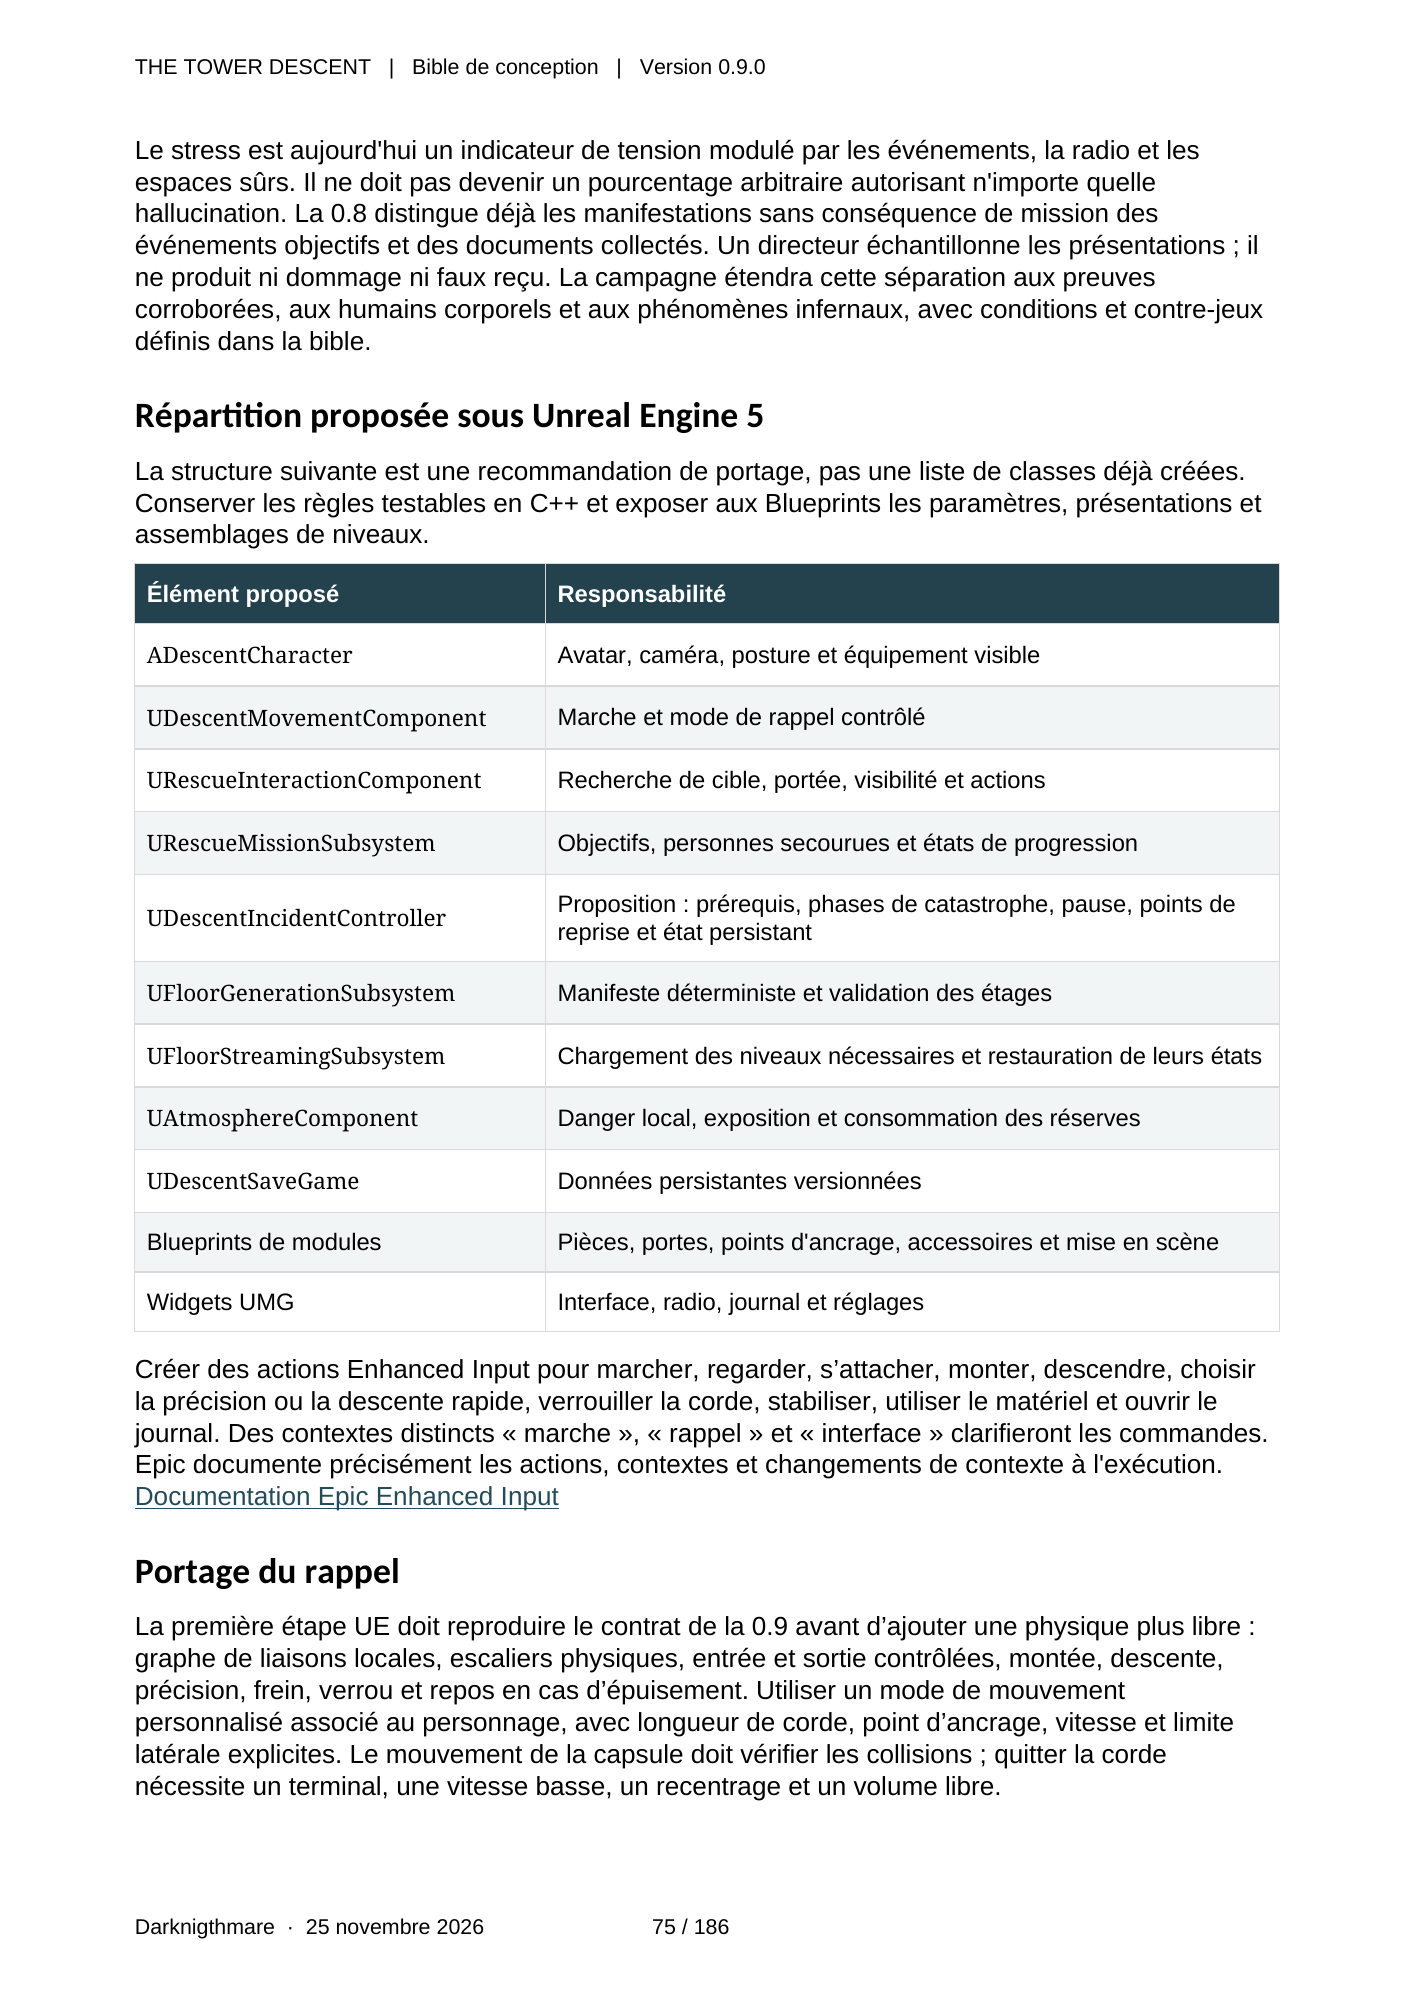 THE TOWER DESCENT | Bible de conception | Version 0.9.0
Le stress est aujourd'hui un indicateur de tension modulé par les événements, la radio et les
espaces sûrs. Il ne doit pas devenir un pourcentage arbitraire autorisant n'importe quelle
hallucination. La 0.8 distingue déjà les manifestations sans conséquence de mission des
événements objectifs et des documents collectés. Un directeur échantillonne les présentations ; il
ne produit ni dommage ni faux reçu. La campagne étendra cette séparation aux preuves
corroborées, aux humains corporels et aux phénomènes infernaux, avec conditions et contre-jeux
définis dans la bible.
Répartition proposée sous Unreal Engine 5
La structure suivante est une recommandation de portage, pas une liste de classes déjà créées.
Conserver les règles testables en C++ et exposer aux Blueprints les paramètres, présentations et
assemblages de niveaux.
Élément proposé Responsabilité
ADescentCharacter Avatar, caméra, posture et équipement visible
UDescentMovementComponent Marche et mode de rappel contrôlé
URescueInteractionComponent Recherche de cible, portée, visibilité et actions
URescueMissionSubsystem Objectifs, personnes secourues et états de progression
UDescentIncidentController Proposition : prérequis, phases de catastrophe, pause, points de
reprise et état persistant
UFloorGenerationSubsystem Manifeste déterministe et validation des étages
UFloorStreamingSubsystem Chargement des niveaux nécessaires et restauration de leurs états
UAtmosphereComponent Danger local, exposition et consommation des réserves
UDescentSaveGame Données persistantes versionnées
Blueprints de modules Pièces, portes, points d'ancrage, accessoires et mise en scène
Widgets UMG Interface, radio, journal et réglages
Créer des actions Enhanced Input pour marcher, regarder, s’attacher, monter, descendre, choisir
la précision ou la descente rapide, verrouiller la corde, stabiliser, utiliser le matériel et ouvrir le
journal. Des contextes distincts « marche », « rappel » et « interface » clarifieront les commandes.
Epic documente précisément les actions, contextes et changements de contexte à l'exécution.
Documentation Epic Enhanced Input
Portage du rappel
La première étape UE doit reproduire le contrat de la 0.9 avant d’ajouter une physique plus libre :
graphe de liaisons locales, escaliers physiques, entrée et sortie contrôlées, montée, descente,
précision, frein, verrou et repos en cas d’épuisement. Utiliser un mode de mouvement
personnalisé associé au personnage, avec longueur de corde, point d’ancrage, vitesse et limite
latérale explicites. Le mouvement de la capsule doit vérifier les collisions ; quitter la corde
nécessite un terminal, une vitesse basse, un recentrage et un volume libre.
Darknigthmare · 25 novembre 2026 75 / 186